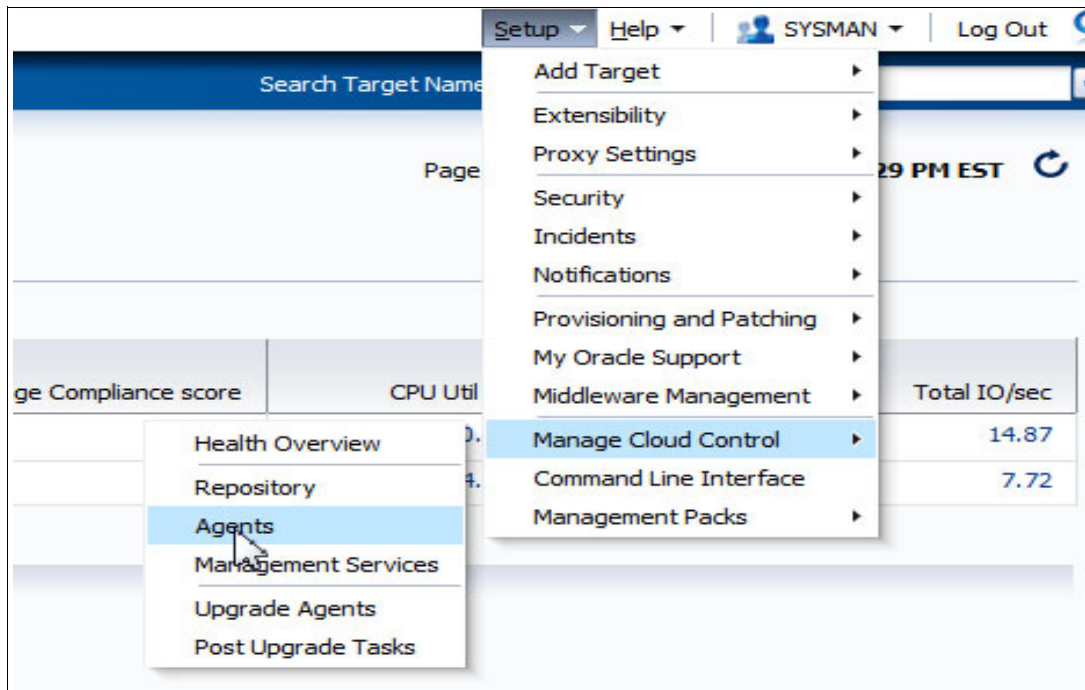 Setup Help SYSMAN Log Out
Search Target Name
Page
29 PM EST
Add Target
Extensibility
Proxy Settings
Security
Incidents
Notifications
Provisioning and Patching
My Oracle Support
Middleware Management
Manage Cloud Control
Command Line Interface
Management Packs
ge Compliance score CPU Util Total IO/sec
0. 14.87
4. 7.72
Health Overview
Repository
Agents
Management Services
Upgrade Agents
Post Upgrade Tasks